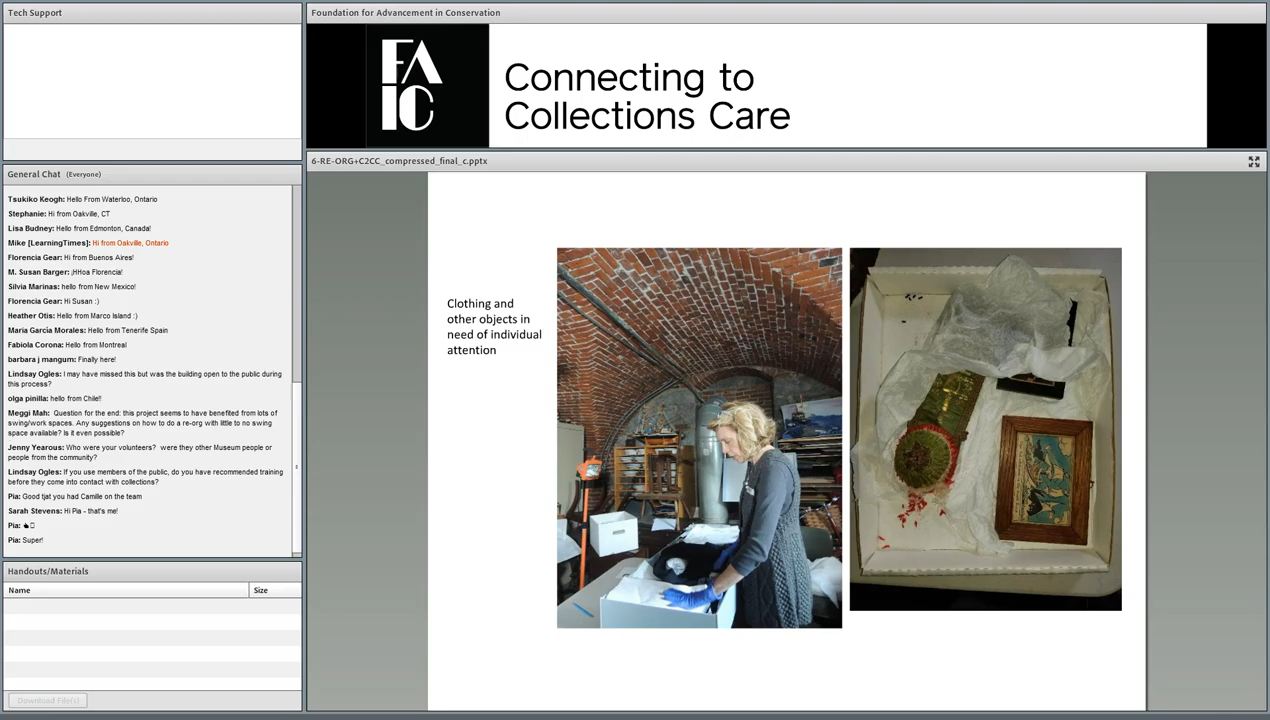 Tech Support
Foundation for Advancement in Conservation
FA
IC
Connecting to
Collections Care
General Chat (Everyone)
Tsukiko Keogh: Hello From Waterloo, Ontario
Stephanie: Hi from Oakville, CT
Lisa Budney: Hello from Edmonton, Canada!
Mike [LearningTimes]: Hi from Oakville, Ontario
Florencia Gear: Hi from Buenos Aires!
M. Susan Barger: ¡HHoa Florencia!
Silvia Marinas: hello from New Mexico!
Florencia Gear: Hi Susan :)
Heather Otis: Hello from Marco Island :)
Maria García Morales: Hello from Tenerife Spain
Fabiola Corona: Hello from Montreal
barbara j mangum: Finally here!
Lindsay Ogles: I may have missed this but was the building open to the public during
this process?
olga pinilla: hello from Chile!!
Meggi Mah: Question for the end: this project seems to have benefited from lots of
swing/work spaces. Any suggestions on how to do a re-org with little to no swing
space available? Is it even possible?
Jenny Yearous: Who were your volunteers? were they other Museum people or
people from the community?
Lindsay Ogles: If you use members of the public, do you have recommended training
before they come into contact with collections?
Pia: Good tjat you had Camille on the team
Sarah Stevens: Hi Pia - that's me!
Pia:
Pia: Super!
Handouts/Materials
Name Size
Download File(s)
6-RE-ORG+C2CC_compressed_final_c.pptx
Clothing and
other objects in
need of individual
attention